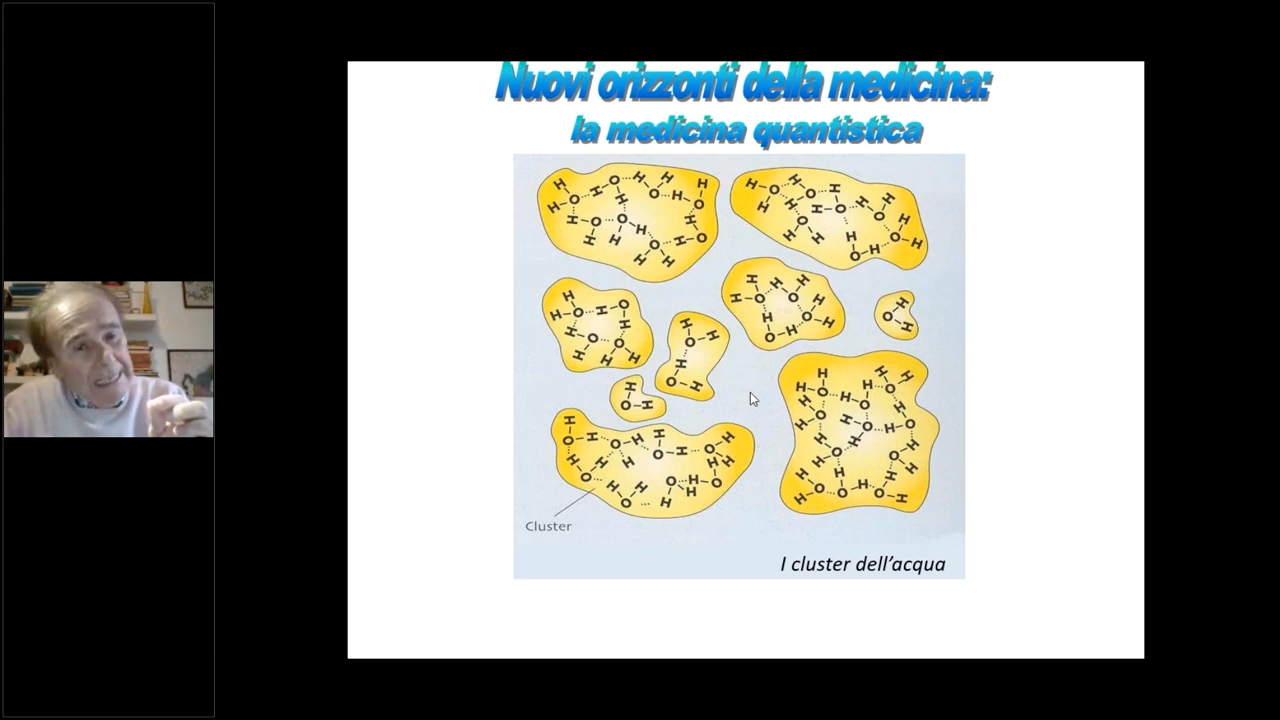 Nuovi orizzonti della medicina:
la medicina quantistica
Cluster
I cluster dell'acqua